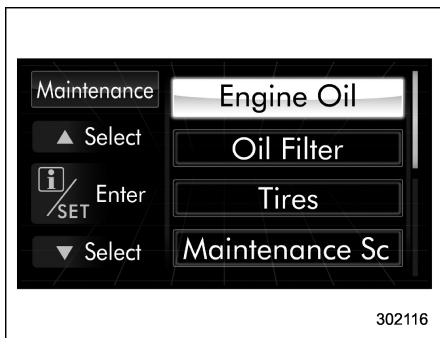 Maintenance
▲ Select
i/SET Enter
▼ Select
Engine Oil
Oil Filter
Tires
Maintenance Sc
302116